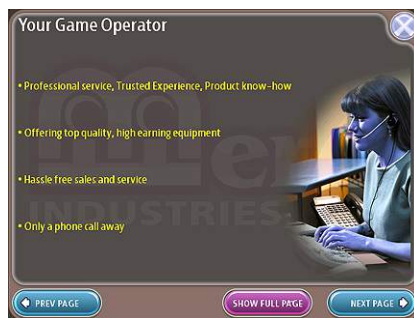 Your Game Operator
• Professional service, Trusted Experience, Product know-how
• Offering top quality, high earning equipment
• Hassle free sales and service
• Only a phone call away
INDUSTRIES
PREV PAGE
SHOW FULL PAGE
NEXT PAGE